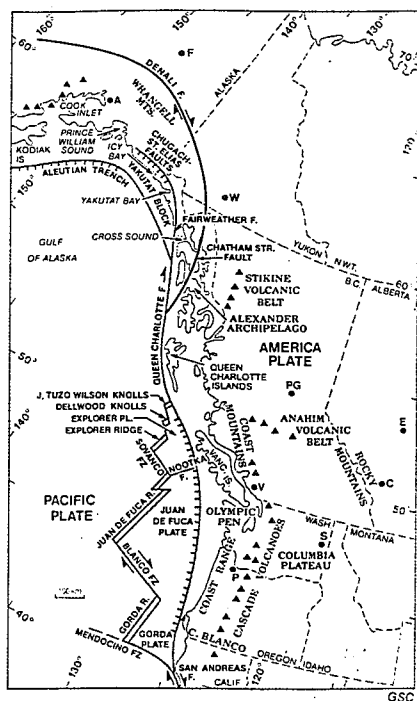 160°
150°
140°
130°
60°
70°
DENALI F.
F
ALASKA
WRANGELL
MTS.
COOK
INLET
A
PRINCE
WILLIAM
SOUND
KODIAK
IS
ICY
BAY
CHUGACH-
ST. ELIAS
FAULTS
ALEUTIAN TRENCH
YAKUTAT
BLOCK
YAKUTAT BAY
150°
W
FAIRWEATHER F.
CROSS SOUND
CHATHAM STR.
FAULT
YUKON
N.W.T.
60
B.C.
ALBERTA
GULF
OF ALASKA
STIKINE
VOLCANIC
BELT
ALEXANDER
ARCHIPELAGO
QUEEN CHARLOTTE F.
AMERICA
PLATE
50°
QUEEN
CHARLOTTE
ISLANDS
PG
J. TUZO WILSON KNOLLS
DELLWOOD KNOLLS
EXPLORER PL.
EXPLORER RIDGE
140°
ANAHIM
VOLCANIC
BELT
E
COAST
MOUNTAINS
SOVANCO
FZ
NOOTKA
F.
VANC. IS.
ROCKY
MOUNTAINS
C
V
50
PACIFIC
PLATE
JUAN DE FUCA R.
JUAN
DE FUCA
PLATE
OLYMPIC
PEN
WASH
MONTANA
S
COLUMBIA
PLATEAU
BLANCO FZ
COAST RANGE
P
CASCADE
VOLCANOES
40°
GORDA R.
GORDA
PLATE
C. BLANCO
MENDOCINO FZ
OREGON
IDAHO
130°
SAN ANDREAS
F.
CALIF
120°
GSC